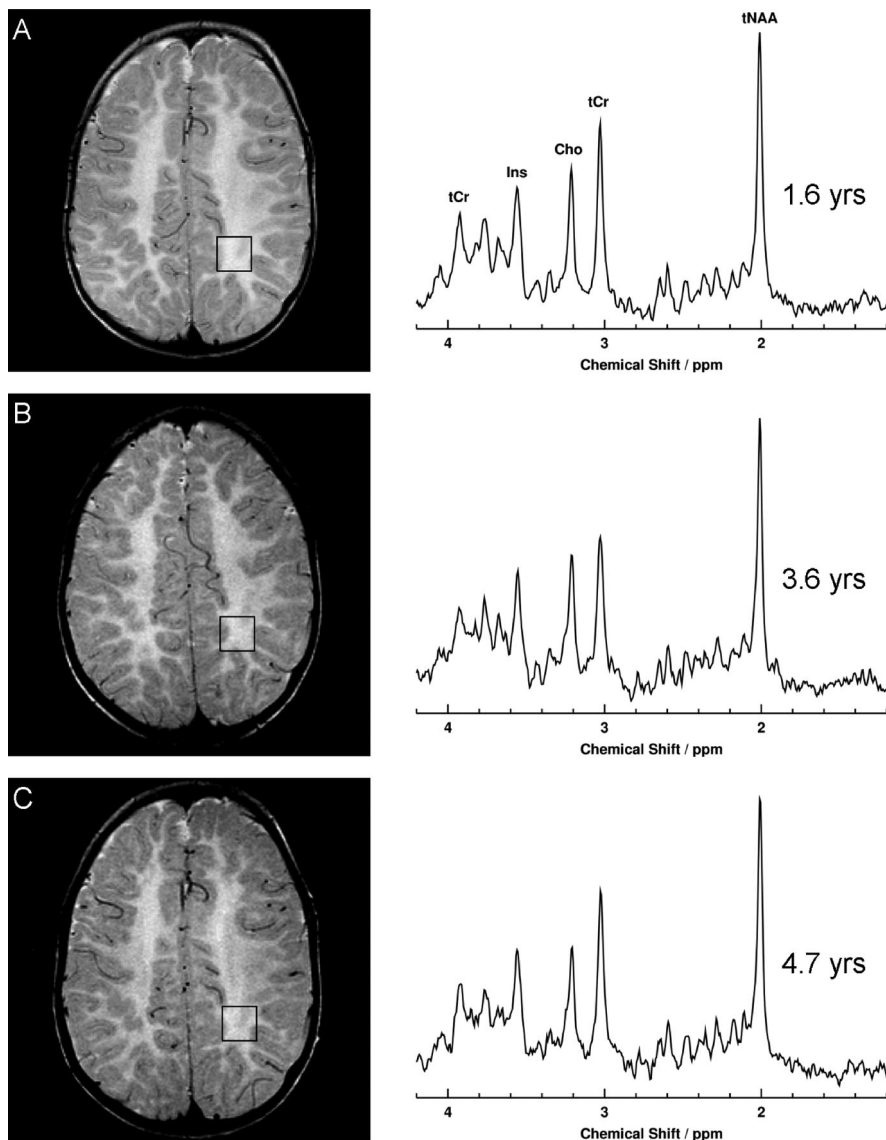 A
tNAA
tCr
Cho
Ins
tCr
1.6 yrs
4 3 2
Chemical Shift / ppm
B
3.6 yrs
4 3 2
Chemical Shift / ppm
C
4.7 yrs
4 3 2
Chemical Shift / ppm